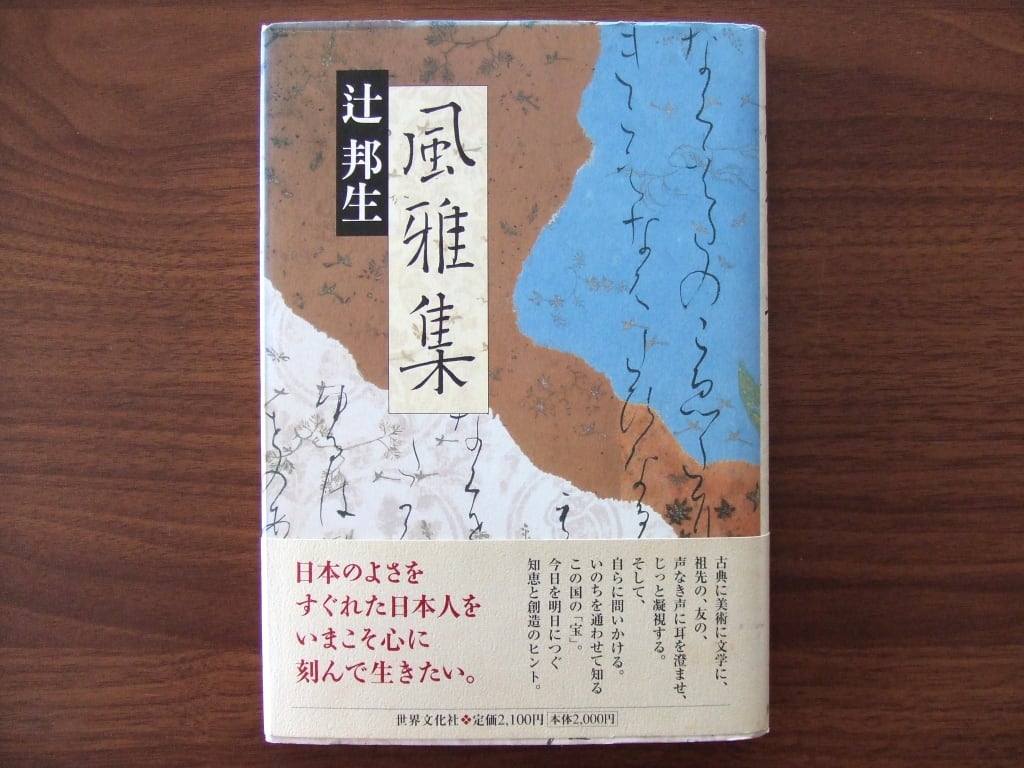 風雅集
辻 邦生
日本のよさを
すぐれた日本人を
いまこそ心に
刻んで生きたい。
古典に美術に文学に、
祖先の、友の、
声なき声に耳を澄ませ、
じっと凝視する。
そして、
自らに問いかける。
いのちを通わせて知る
この国の「宝」。
今日を明日につぐ
知恵と創造のヒント。
世界文化社❖定価2,100円 本体2,000円